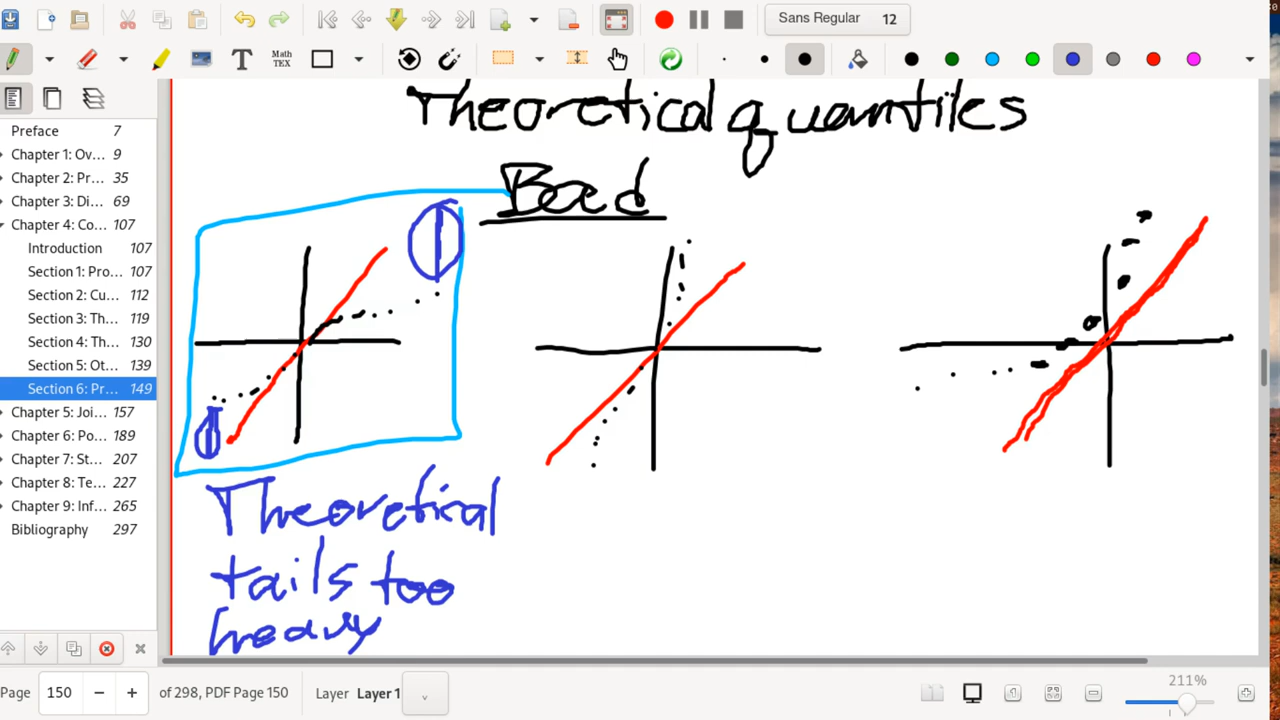 Sans Regular 12
T
Math
TEX
Preface 7
Chapter 1: Ov... 9
Chapter 2: Pr... 35
Chapter 3: Di... 69
Chapter 4: Co... 107
Introduction 107
Section 1: Pro... 107
Section 2: Cu... 112
Section 3: Th... 119
Section 4: Th... 130
Section 5: Ot... 139
Section 6: Pr... 149
Chapter 5: Joi... 157
Chapter 6: Po... 189
Chapter 7: St... 207
Chapter 8: Te... 227
Chapter 9: Inf... 265
Bibliography 297
Theoretical quantiles
Bad
Theoretical
tails too
heavy
Page 150 of 298, PDF Page 150 Layer Layer 1 211%